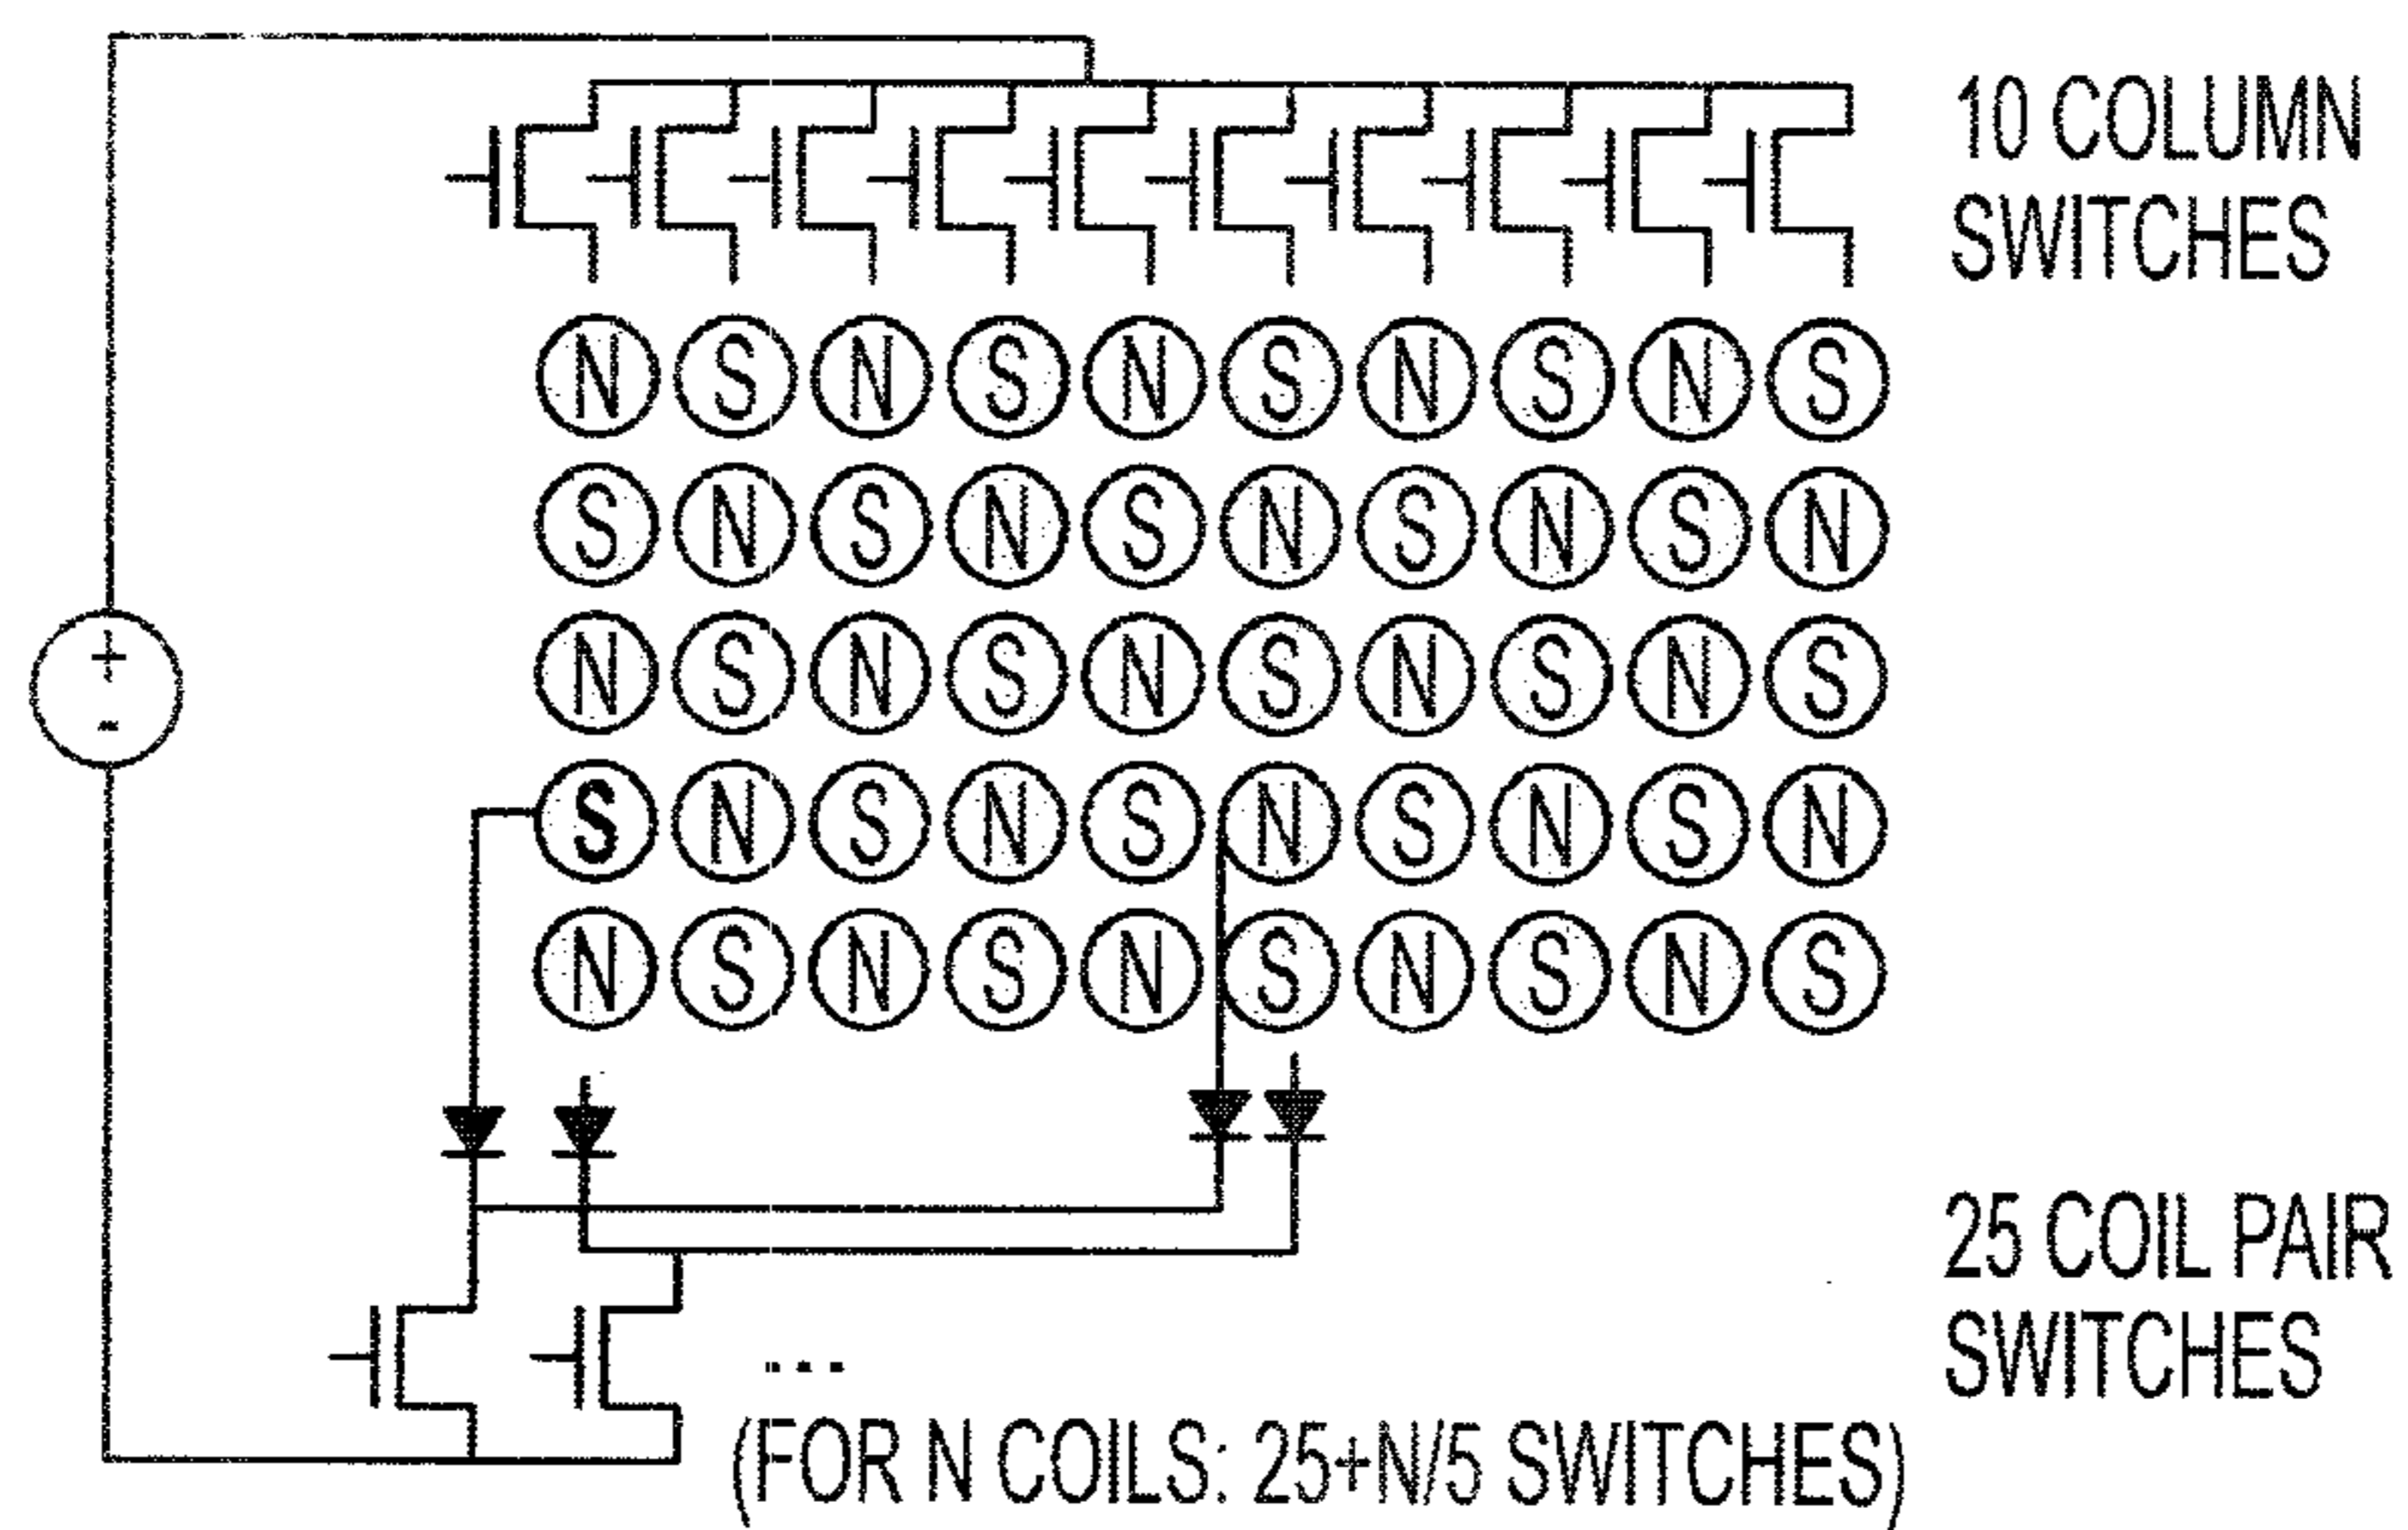 10 COLUMN
SWITCHES
N S N S N S N S N S
S N S N S N S N S N
N S N S N S N S N S
S N S N S N S N S N
N S N S N S N S N S
+
-
25 COIL PAIR
SWITCHES
...
(FOR N COILS: 25+N/5 SWITCHES)